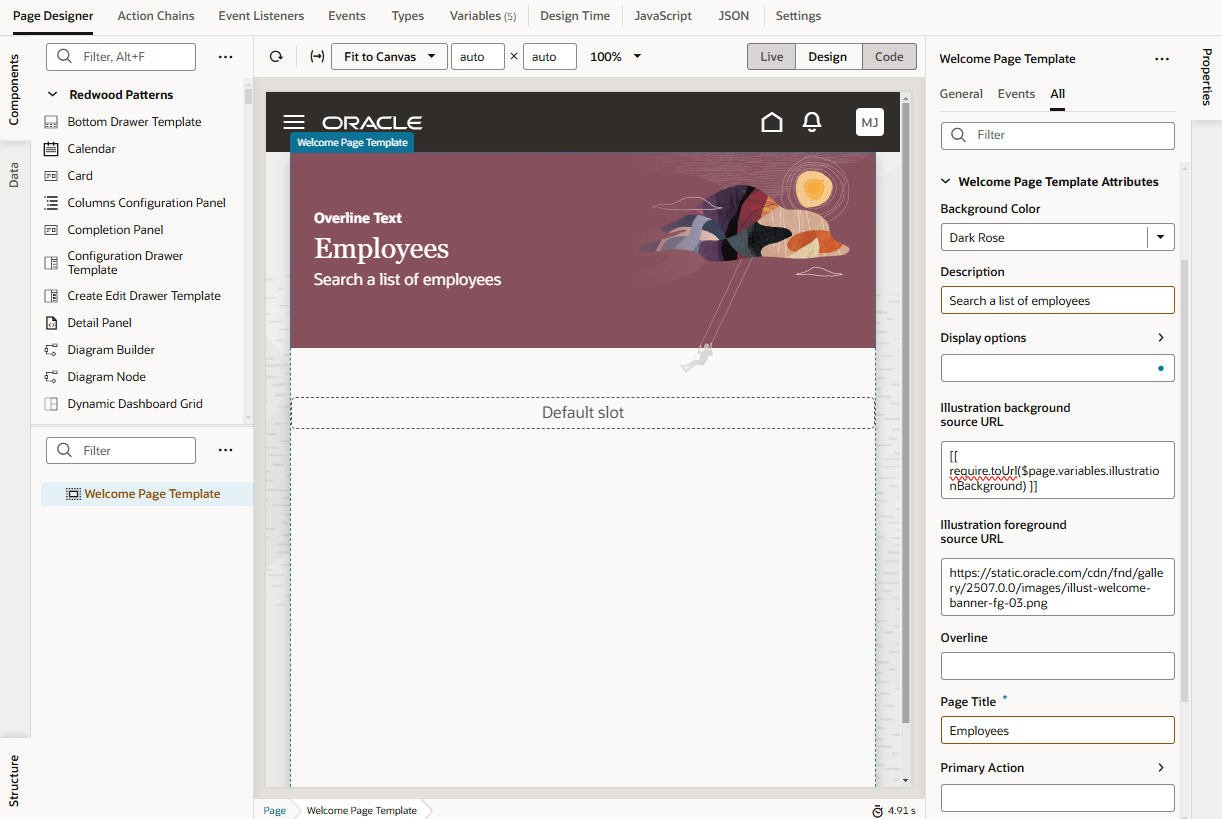 Page Designer
Action Chains
Event Listeners
Events
Types
Variables (5)
Design Time
JavaScript
JSON
Settings
Components
Data
Structure
Filter, Alt+F
Redwood Patterns
Bottom Drawer Template
Calendar
Card
Columns Configuration Panel
Completion Panel
Configuration Drawer
Template
Create Edit Drawer Template
Detail Panel
Diagram Builder
Diagram Node
Dynamic Dashboard Grid
Filter
Welcome Page Template
Fit to Canvas
auto
×
auto
100%
Live
Design
Code
ORACLE
MJ
Welcome Page Template
Overline Text
Employees
Search a list of employees
Default slot
Page
Welcome Page Template
4.91 s
Welcome Page Template
General
Events
All
Filter
Welcome Page Template Attributes
Background Color
Dark Rose
Description
Search a list of employees
Display options
Illustration background
source URL
[[
require.toUrl($page.variables.illustratio
nBackground) ]]
Illustration foreground
source URL
https://static.oracle.com/cdn/fnd/galle
ry/2507.0.0/images/illust-welcome-
banner-fg-03.png
Overline
Page Title *
Employees
Primary Action
Properties